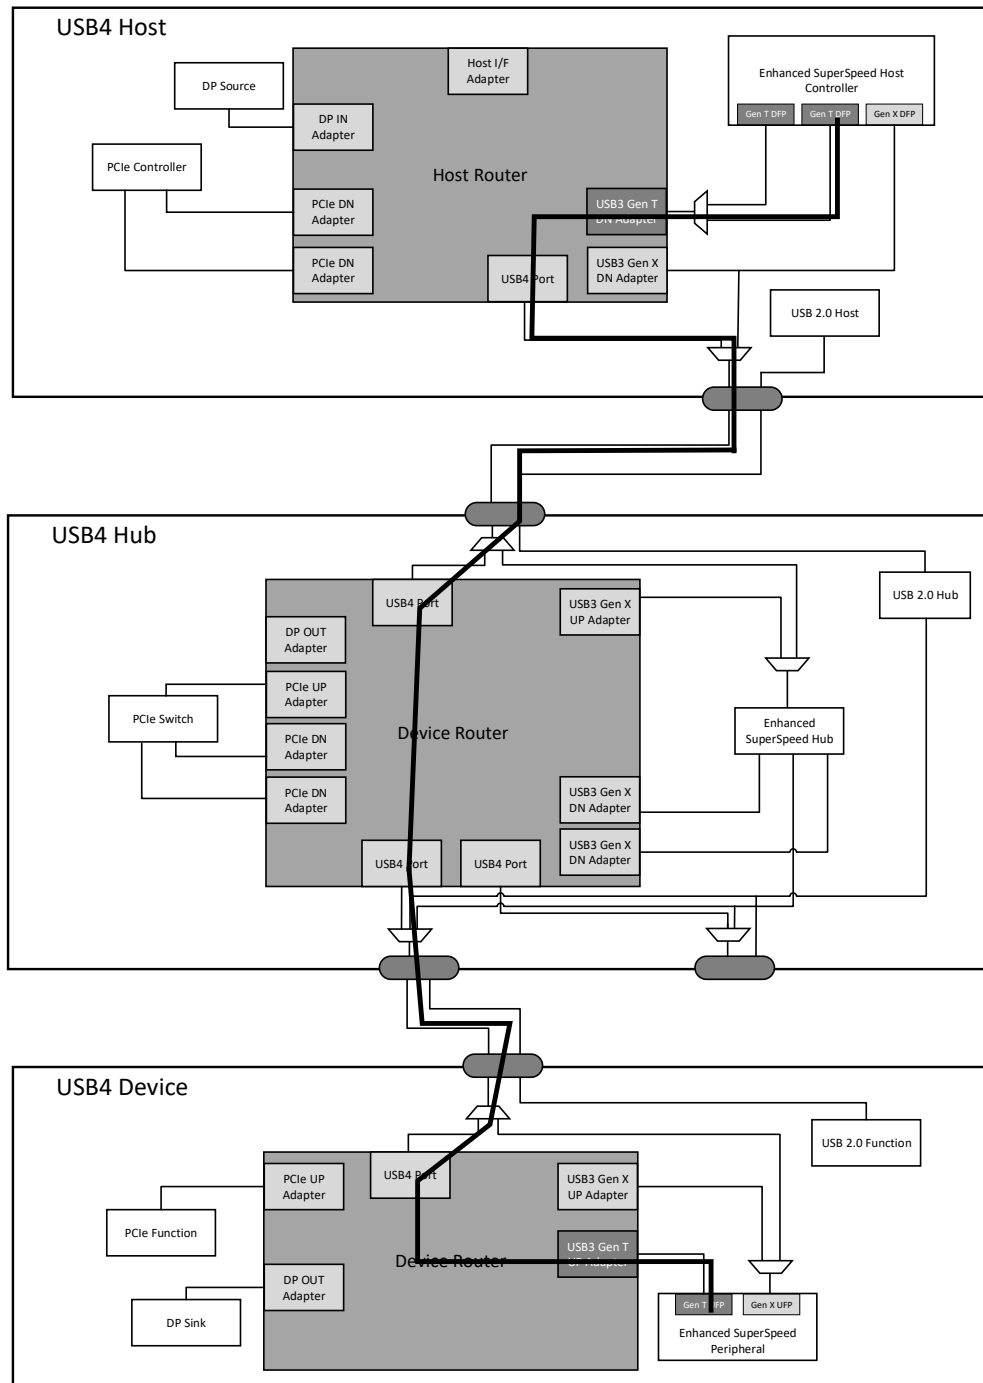 USB4 Host
Host I/F
Adapter
Enhanced SuperSpeed Host
Controller
DP Source
Gen T DFP
Gen T DFP
Gen X DFP
DP IN
Adapter
PCIe Controller
Host Router
PCIe DN
Adapter
USB3 Gen T
DN Adapter
PCIe DN
Adapter
USB3 Gen X
DN Adapter
USB4 Port
USB 2.0 Host
USB4 Hub
USB4 Port
USB3 Gen X
UP Adapter
USB 2.0 Hub
DP OUT
Adapter
PCIe UP
Adapter
PCIe Switch
Device Router
Enhanced
SuperSpeed Hub
PCIe DN
Adapter
PCIe DN
Adapter
USB3 Gen X
DN Adapter
USB3 Gen X
DN Adapter
USB4 Port
USB4 Port
USB4 Device
USB 2.0 Function
USB4 Port
PCIe UP
Adapter
USB3 Gen X
UP Adapter
PCIe Function
USB3 Gen T
UP Adapter
Device Router
DP OUT
Adapter
Gen T UFP
Gen X UFP
DP Sink
Enhanced SuperSpeed
Peripheral